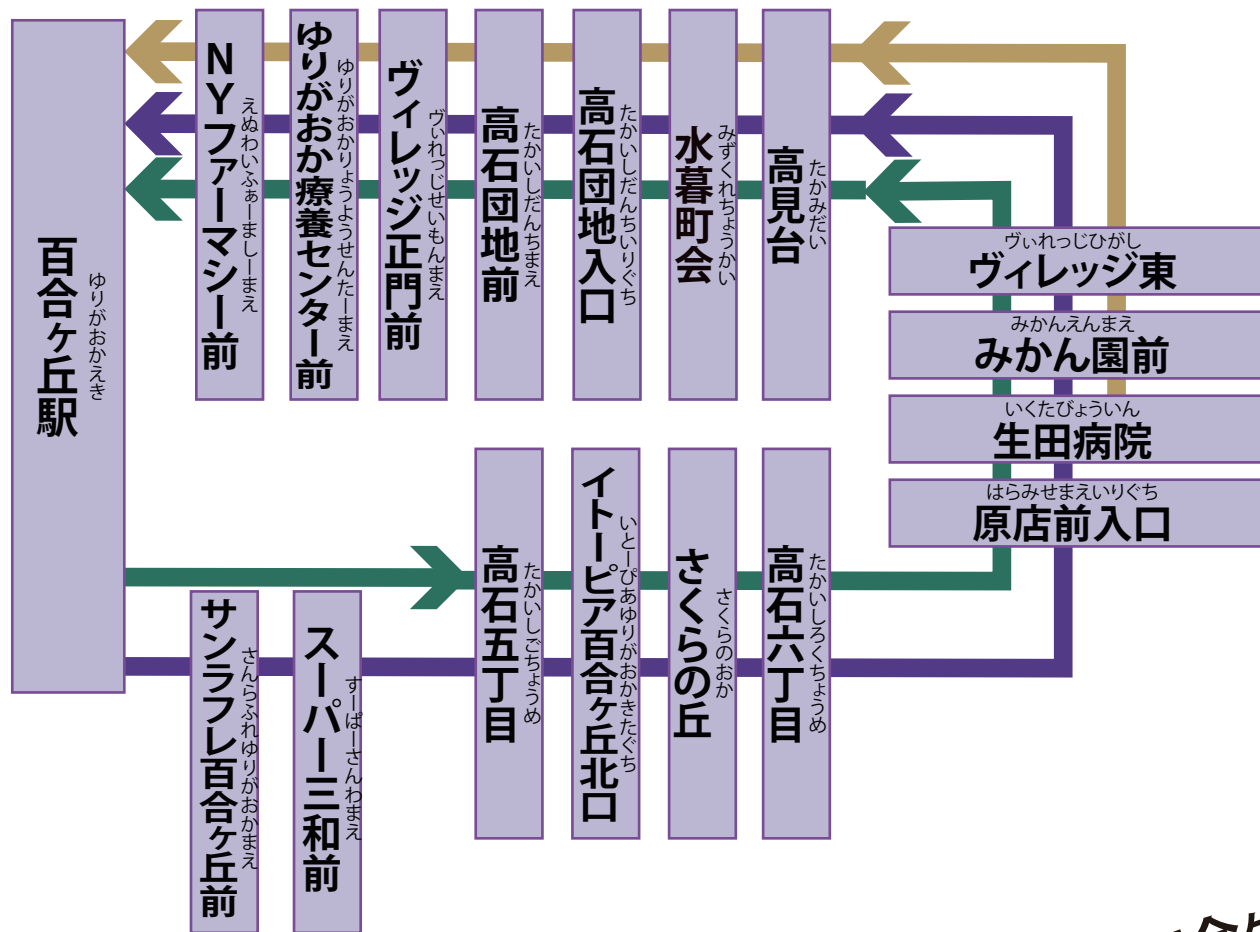 百合ヶ丘駅
ゆりがおかえき
NYファーマシー前
えぬわいふぁーましーまえ
ゆりがおか療養センター前
ゆりがおかりょうようせんたーまえ
ヴィレッジ正門前
ヴぃれっじせいもんまえ
高石団地前
たかいしだんちまえ
高石団地入口
たかいしだんちいりぐち
水暮町会
みずくれちょうかい
高見台
たかみだい
ヴぃれっじひがし
ヴィレッジ東
みかんえんまえ
みかん園前
いくたびょういん
生田病院
はらみせまえいりぐち
原店前入口
サンラフレ百合ヶ丘前
さんらふれゆりがおかまえ
スーパー三和前
すーぱーさんわまえ
高石五丁目
たかいしごちょうめ
イトーピア百合ヶ丘北口
いとーぴあゆりがおかきたぐち
さくらの丘
さくらのおか
高石六丁目
たかいしろくちょうめ